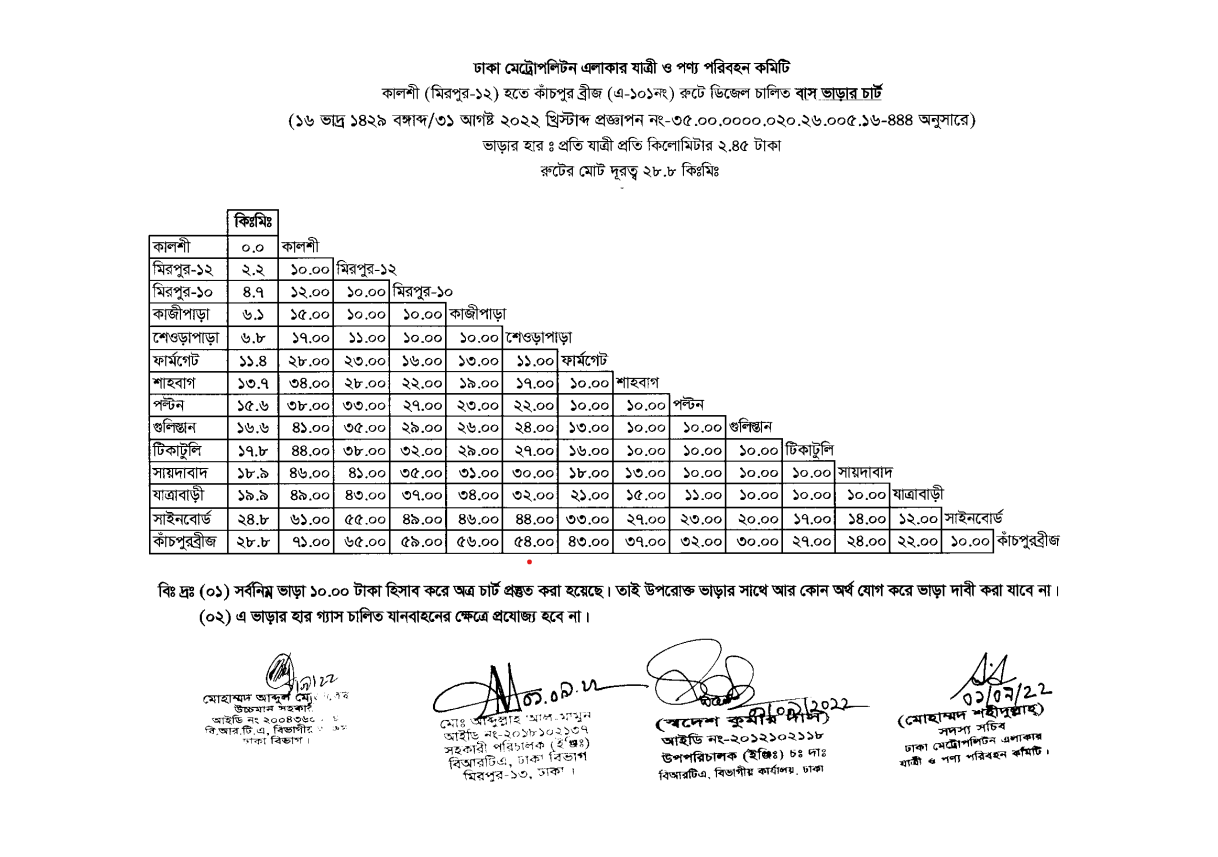 ঢাকা মেট্রোপলিটন এলাকার যাত্রী ও পণ্য পরিবহন কমিটি
কালশী (মিরপুর-১২) হতে কাঁচপুর ব্রীজ (এ-১০১নং) রুটে ডিজেল চালিত বাস ভাড়ার চার্ট
(১৬ ভাদ্র ১৪২৯ বঙ্গাব্দ/৩১ আগষ্ট ২০২২ খ্রিস্টাব্দ প্রজ্ঞাপন নং-৩৫.০০.০০০০.০২০.২৬.০০৫.১৬-৪৪৪ অনুসারে)
ভাড়ার হার ঃ প্রতি যাত্রী প্রতি কিলোমিটার ২.৪৫ টাকা
রুটের মোট দূরত্ব ২৮.৮ কিঃমিঃ
কিঃমিঃ
কালশী ০.০ কালশী
মিরপুর-১২ ২.২ ১০.০০ মিরপুর-১২
মিরপুর-১০ ৪.৭ ১২.০০ ১০.০০ মিরপুর-১০
কাজীপাড়া ৬.১ ১৫.০০ ১০.০০ ১০.০০ কাজীপাড়া
শেওড়াপাড়া ৬.৮ ১৭.০০ ১১.০০ ১০.০০ ১০.০০ শেওড়াপাড়া
ফার্মগেট ১১.৪ ২৮.০০ ২৩.০০ ১৬.০০ ১৩.০০ ১১.০০ ফার্মগেট
শাহবাগ ১৩.৭ ৩৪.০০ ২৮.০০ ২২.০০ ১৯.০০ ১৭.০০ ১০.০০ শাহবাগ
পল্টন ১৫.৬ ৩৮.০০ ৩৩.০০ ২৭.০০ ২৩.০০ ২২.০০ ১০.০০ ১০.০০ পল্টন
গুলিস্তান ১৬.৬ ৪১.০০ ৩৫.০০ ২৯.০০ ২৬.০০ ২৪.০০ ১৩.০০ ১০.০০ ১০.০০ গুলিস্তান
টিকাটুলি ১৭.৮ ৪৪.০০ ৩৮.০০ ৩২.০০ ২৯.০০ ২৭.০০ ১৬.০০ ১০.০০ ১০.০০ ১০.০০ টিকাটুলি
সায়দাবাদ ১৮.৯ ৪৬.০০ ৪১.০০ ৩৫.০০ ৩১.০০ ৩০.০০ ১৮.০০ ১৩.০০ ১০.০০ ১০.০০ ১০.০০ সায়দাবাদ
যাত্রাবাড়ী ১৯.৯ ৪৯.০০ ৪৩.০০ ৩৭.০০ ৩৪.০০ ৩২.০০ ২১.০০ ১৫.০০ ১১.০০ ১০.০০ ১০.০০ ১০.০০ যাত্রাবাড়ী
সাইনবোর্ড ২৪.৮ ৬১.০০ ৫৫.০০ ৪৯.০০ ৪৬.০০ ৪৪.০০ ৩৩.০০ ২৭.০০ ২৩.০০ ২০.০০ ১৭.০০ ১৪.০০ ১২.০০ সাইনবোর্ড
কাঁচপুরব্রীজ ২৮.৮ ৭১.০০ ৬৫.০০ ৫৯.০০ ৫৬.০০ ৫৪.০০ ৪৩.০০ ৩৭.০০ ৩২.০০ ৩০.০০ ২৭.০০ ২৪.০০ ২২.০০ ১০.০০ কাঁচপুরব্রীজ
বিঃ দ্রঃ (০১) সর্বনিম্ন ভাড়া ১০.০০ টাকা হিসাব করে অত্র চার্ট প্রস্তুত করা হয়েছে। তাই উপরোক্ত ভাড়ার সাথে আর কোন অর্থ যোগ করে ভাড়া দাবী করা যাবে না।
(০২) এ ভাড়ার হার গ্যাস চালিত যানবাহনের ক্ষেত্রে প্রযোজ্য হবে না।
মোহাম্মদ আব্দুল
উচ্চমান সহকারী
আইডি নং
বি.আর.টি.এ, বিভাগীয়
ঢাকা বিভাগ।
মোঃ আব্দুল্লাহ আল-মামুন
আইডি নং-২০১৮১০২১৩৭
সহকারী পরিচালক (ইঞ্জিঃ)
বিআরটিএ, ঢাকা বিভাগ
মিরপুর-১৩, ঢাকা।
(স্বদেশ কুমার দাস)
আইডি নং-২০১২১০২১১৮
উপপরিচালক (ইঞ্জিঃ) চঃ দাঃ
বিআরটিএ, বিভাগীয় কার্যালয়, ঢাকা
(মোহাম্মদ শহীদুল্লাহ্)
সদস্য সচিব
ঢাকা মেট্রোপলিটন এলাকার
যাত্রী ও পণ্য পরিবহন কমিটি।